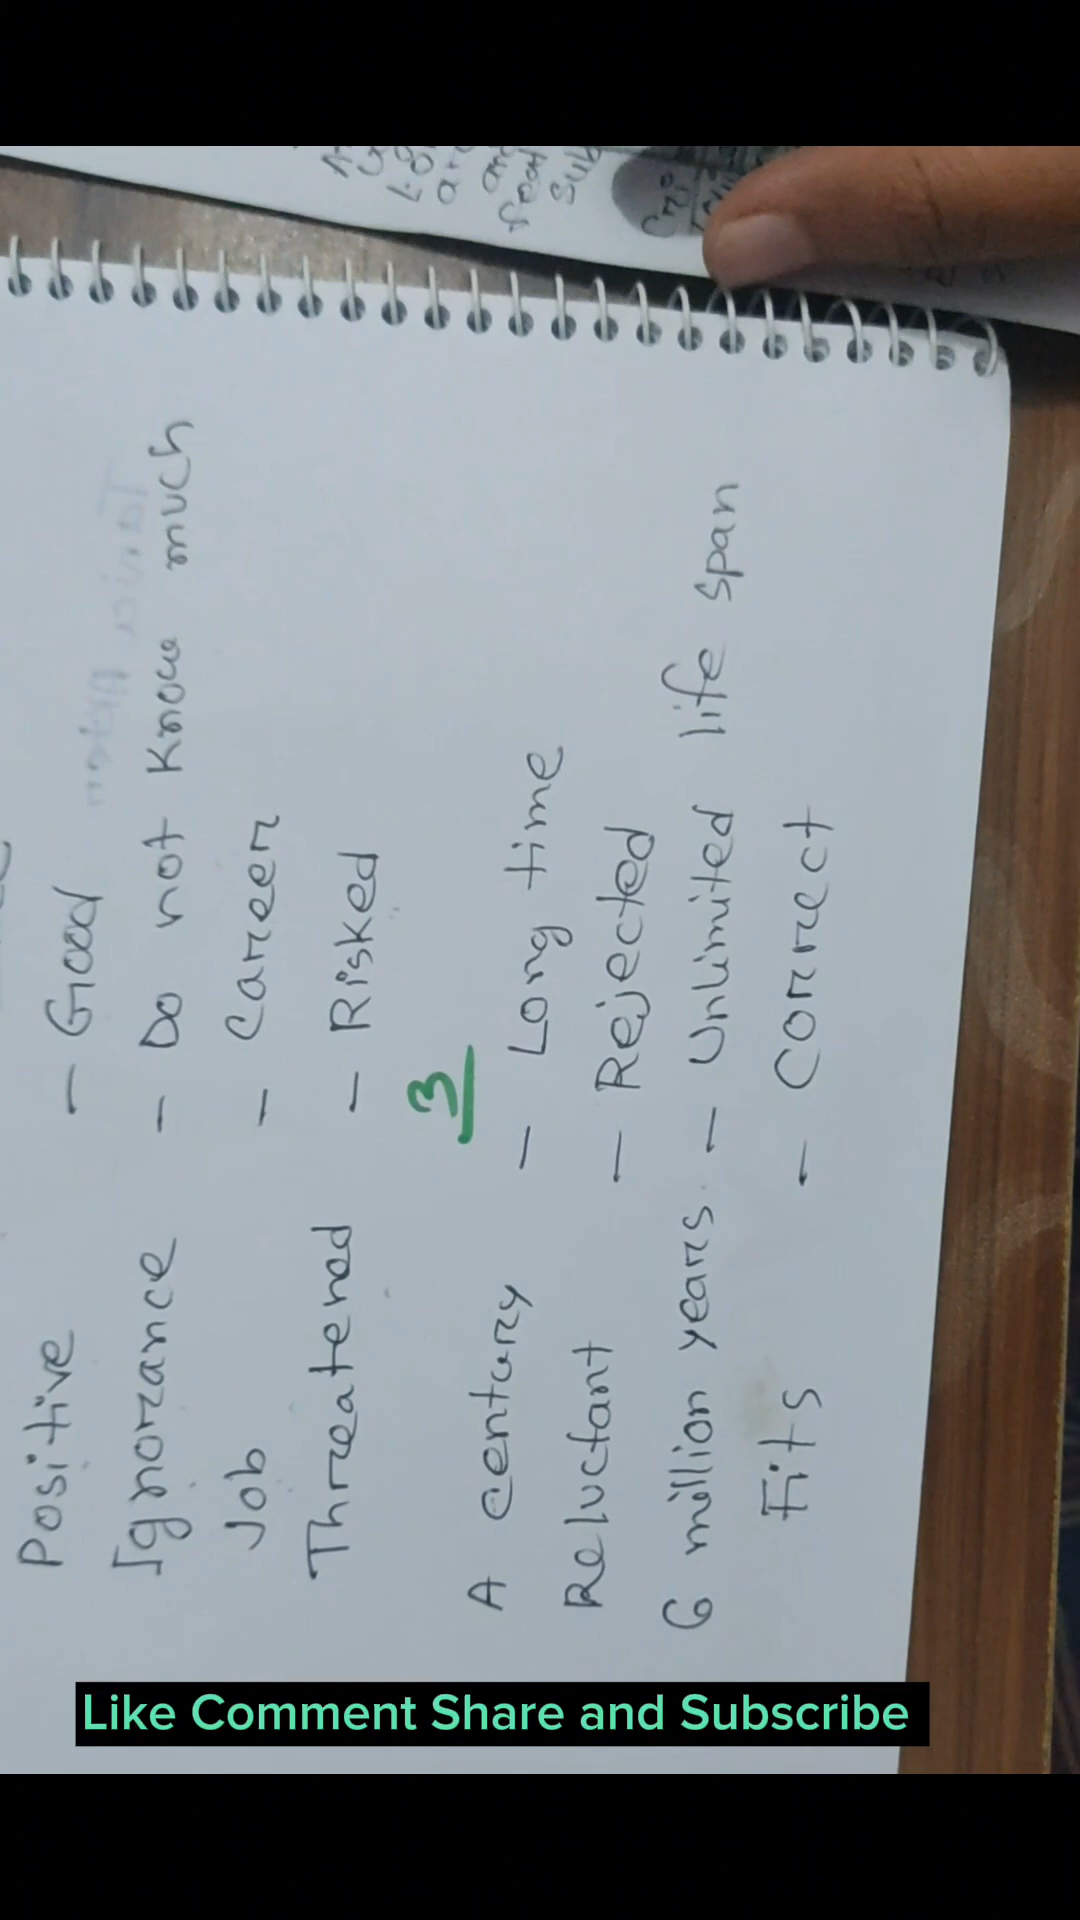 Positive - Good
Ignorance - Do not know much
Job - Career
Threatened - Risked
3
A century - Long time
Reluctant - Rejected
6 million years - Unlimited life span
Fits - Correct
Like Comment Share and Subscribe